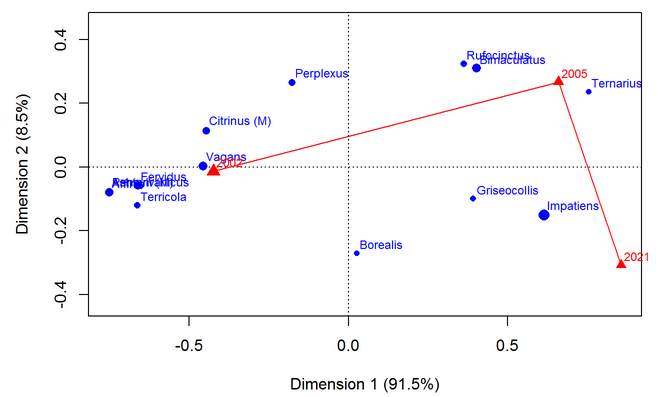 0.4
0.2
0.0
-0.2
-0.4
Dimension 2 (8.5%)
Rufocinctus
Bimaculatus
2005
Perplexus
Ternarius
Citrinus (M)
Vagans
2002
Fervidus
Terricola
Griseocollis
Impatiens
Borealis
2021
-0.5
0.0
0.5
Dimension 1 (91.5%)